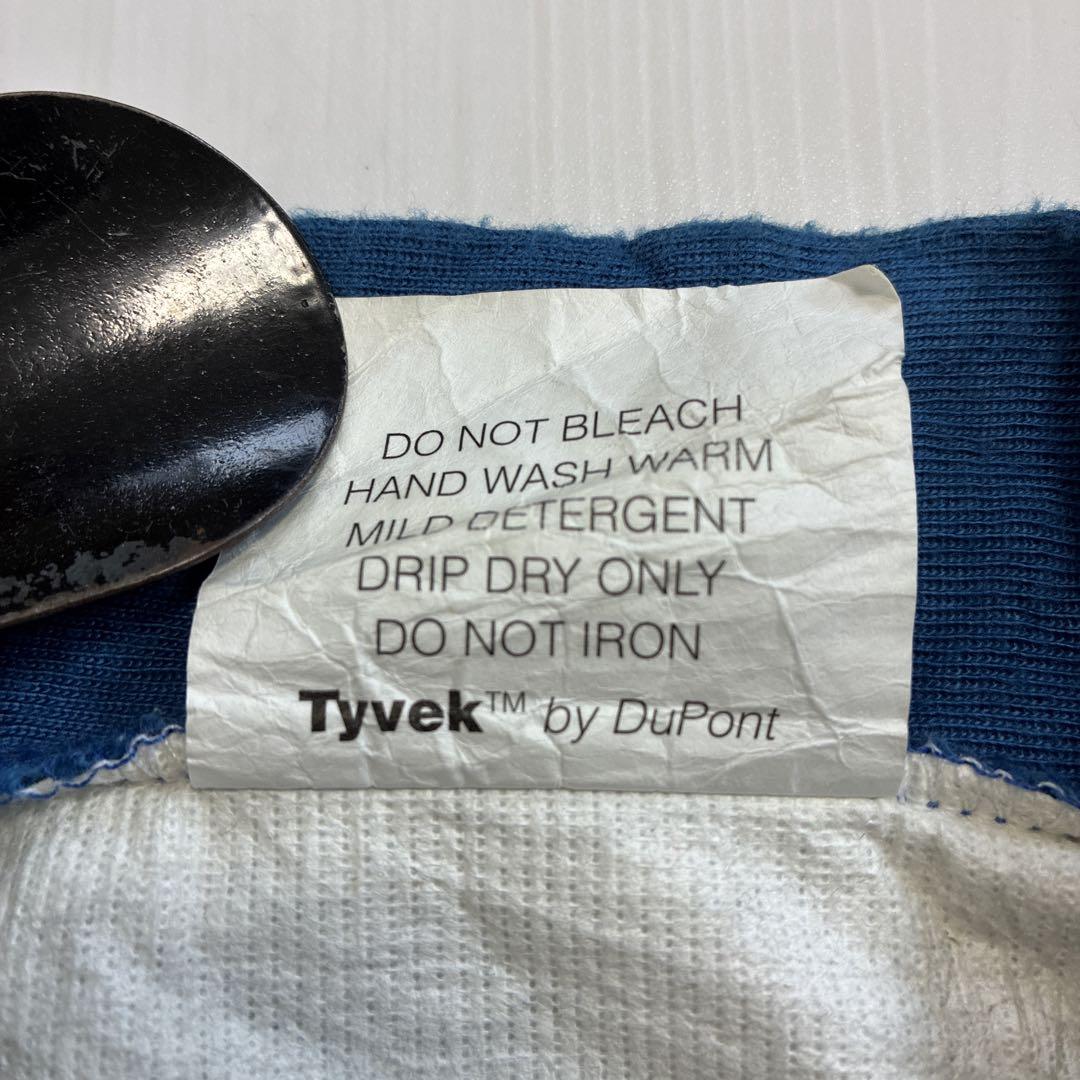 DO NOT BLEACH
HAND WASH WARM
MILD DETERGENT
DRIP DRY ONLY
DO NOT IRON
Tyvek™ by DuPont